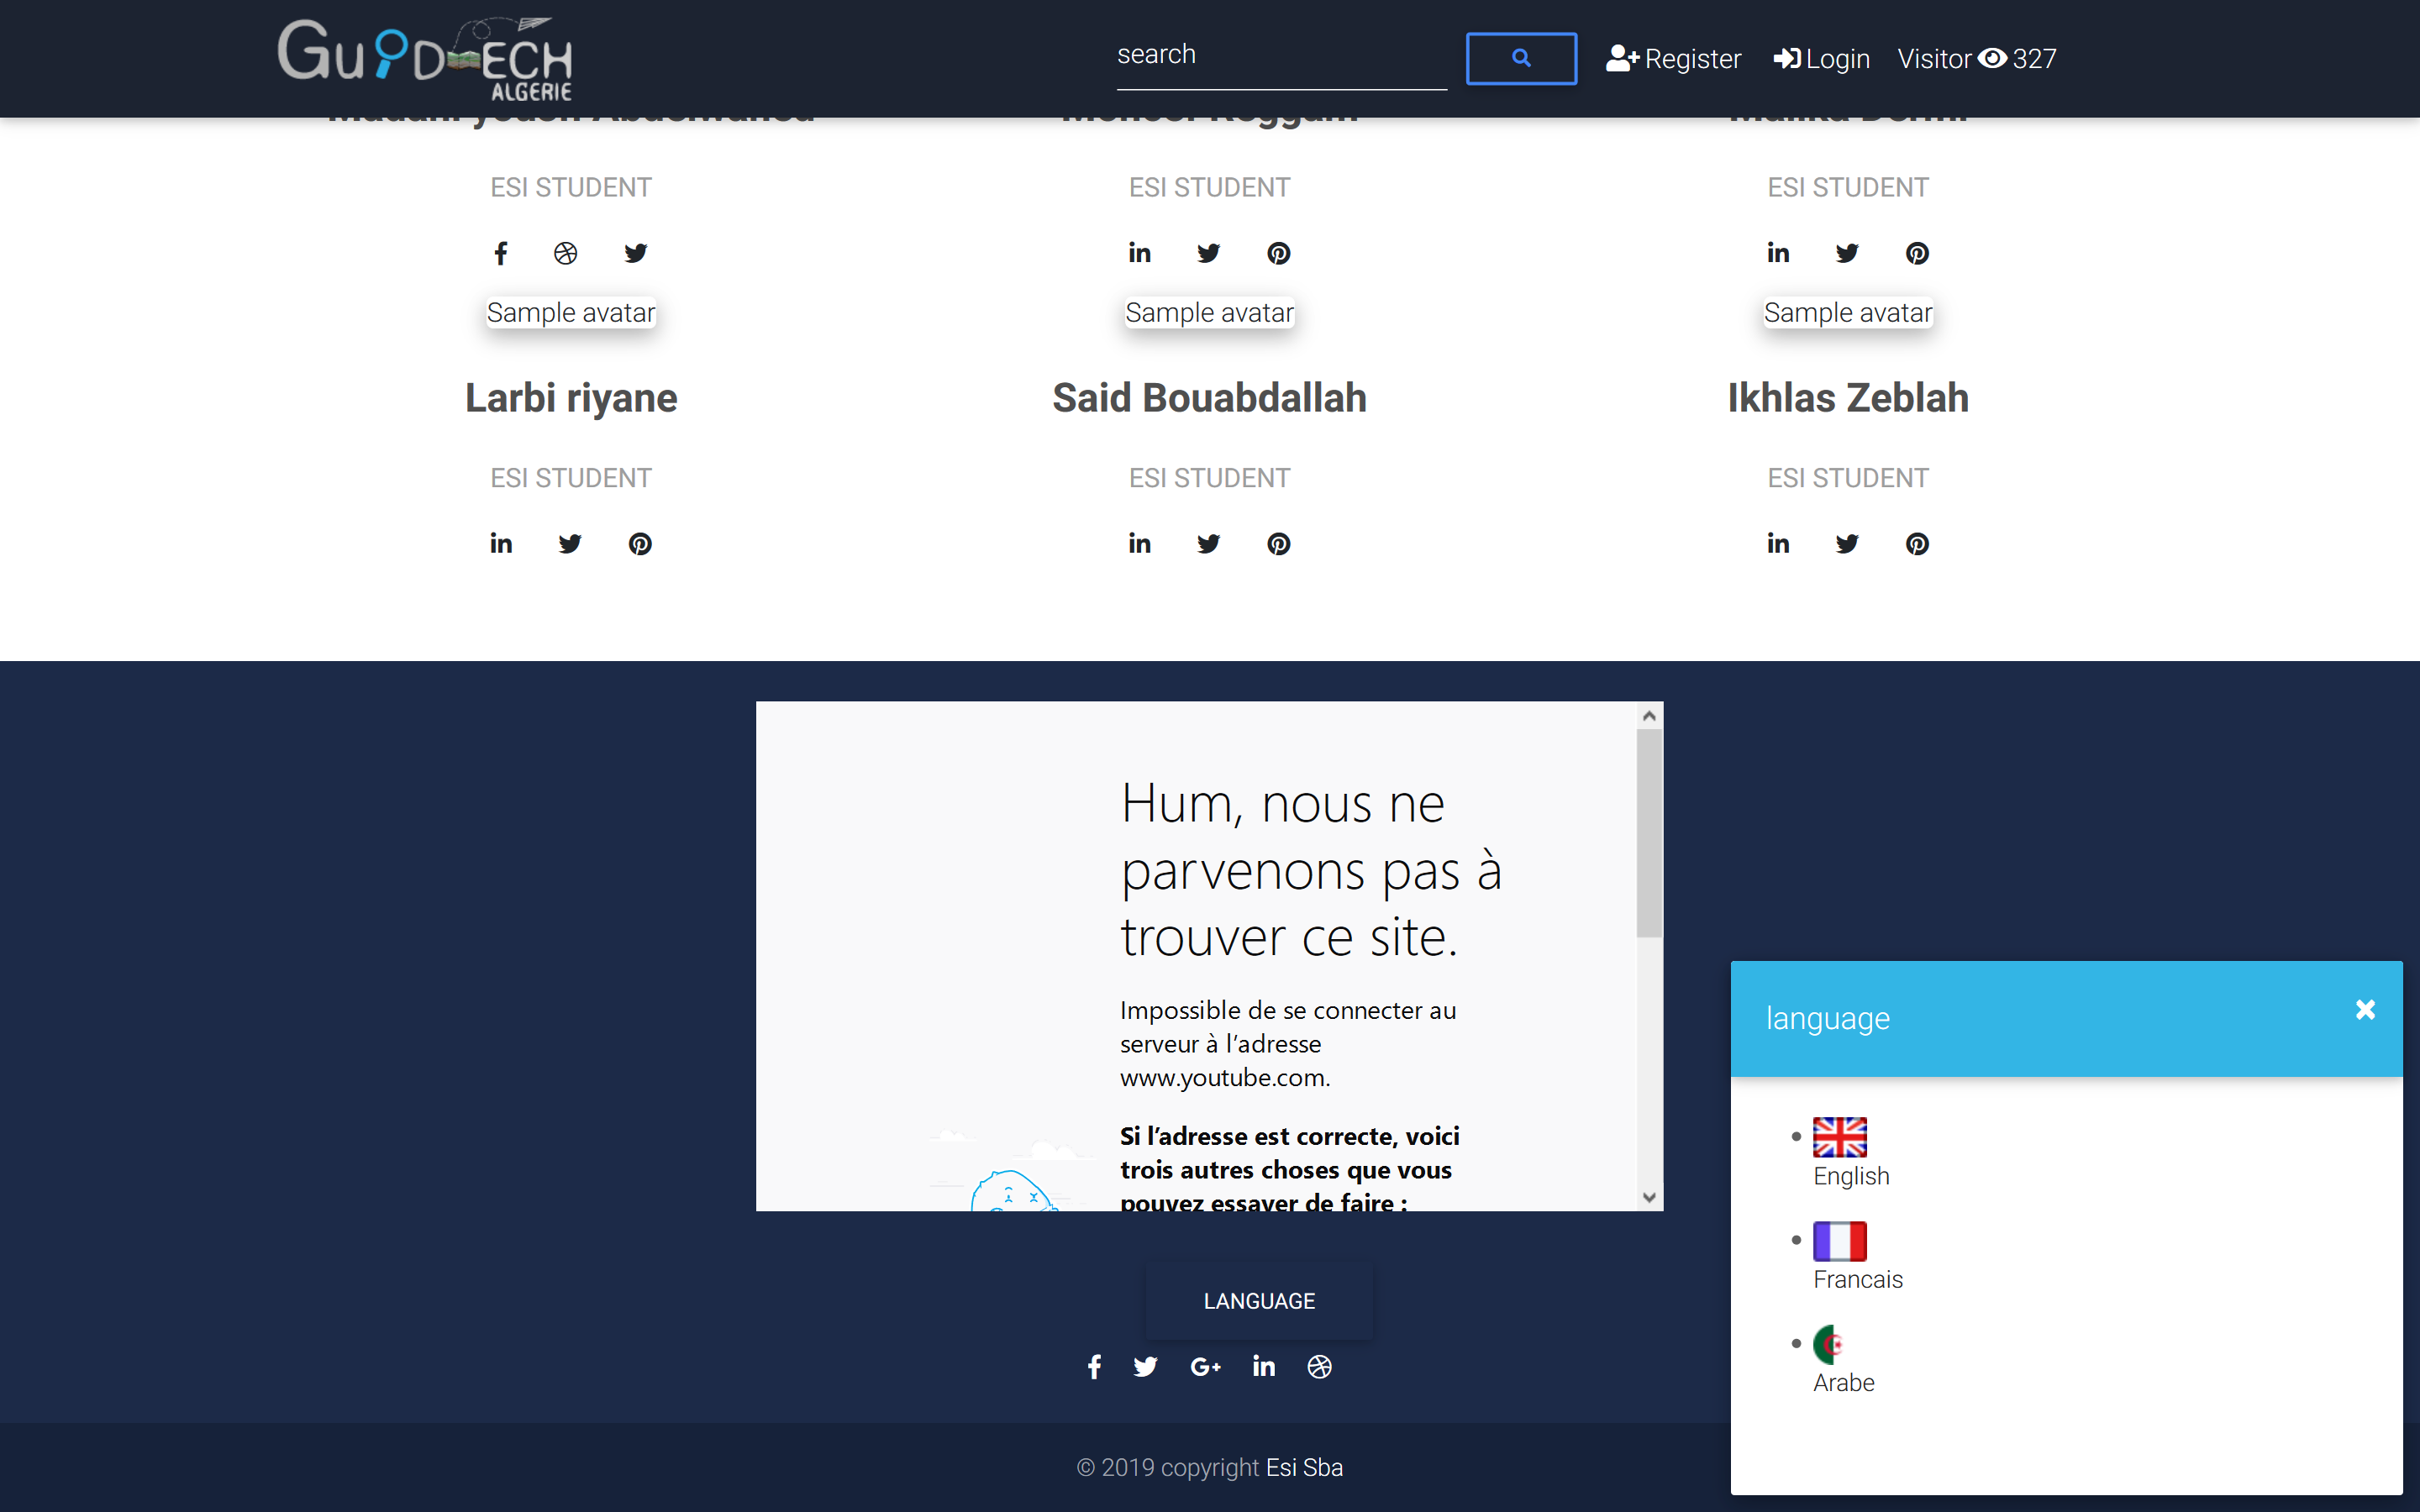 GuidTECH
ALGERIE
search
Register
Login
Visitor 327
ESI STUDENT
ESI STUDENT
ESI STUDENT
Sample avatar
Sample avatar
Sample avatar
Larbi riyane
Said Bouabdallah
Ikhlas Zeblah
ESI STUDENT
ESI STUDENT
ESI STUDENT
Hum, nous ne
parvenons pas à
trouver ce site.
Impossible de se connecter au
serveur à l’adresse
www.youtube.com.
Si l’adresse est correcte, voici
trois autres choses que vous
pouvez essayer de faire :
LANGUAGE
© 2019 copyright Esi Sba
language
English
Francais
Arabe